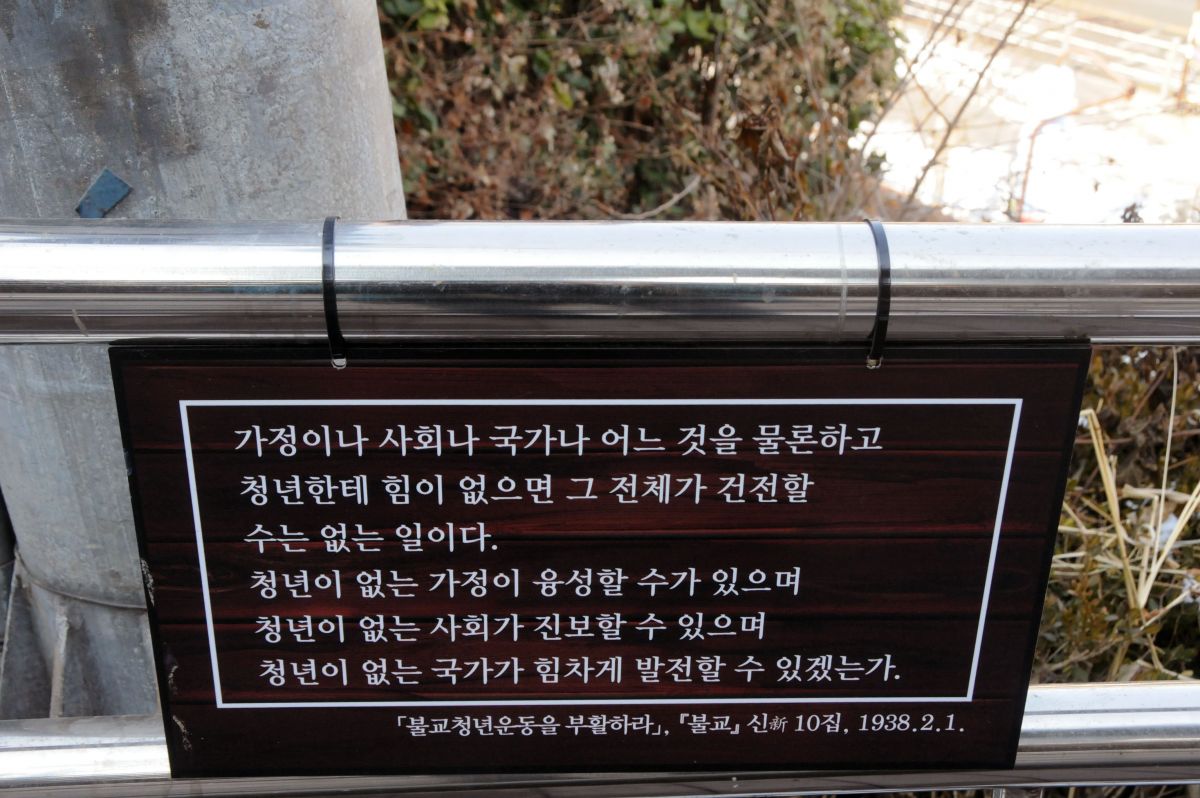 가정이나 사회나 국가나 어느 것을 물론하고
청년한테 힘이 없으면 그 전체가 건전할
수는 없는 일이다.
청년이 없는 가정이 융성할 수가 있으며
청년이 없는 사회가 진보할 수 있으며
청년이 없는 국가가 힘차게 발전할 수 있겠는가.
「불교청년운동을 부활하라」, 『불교』 신新 10집, 1938.2.1.